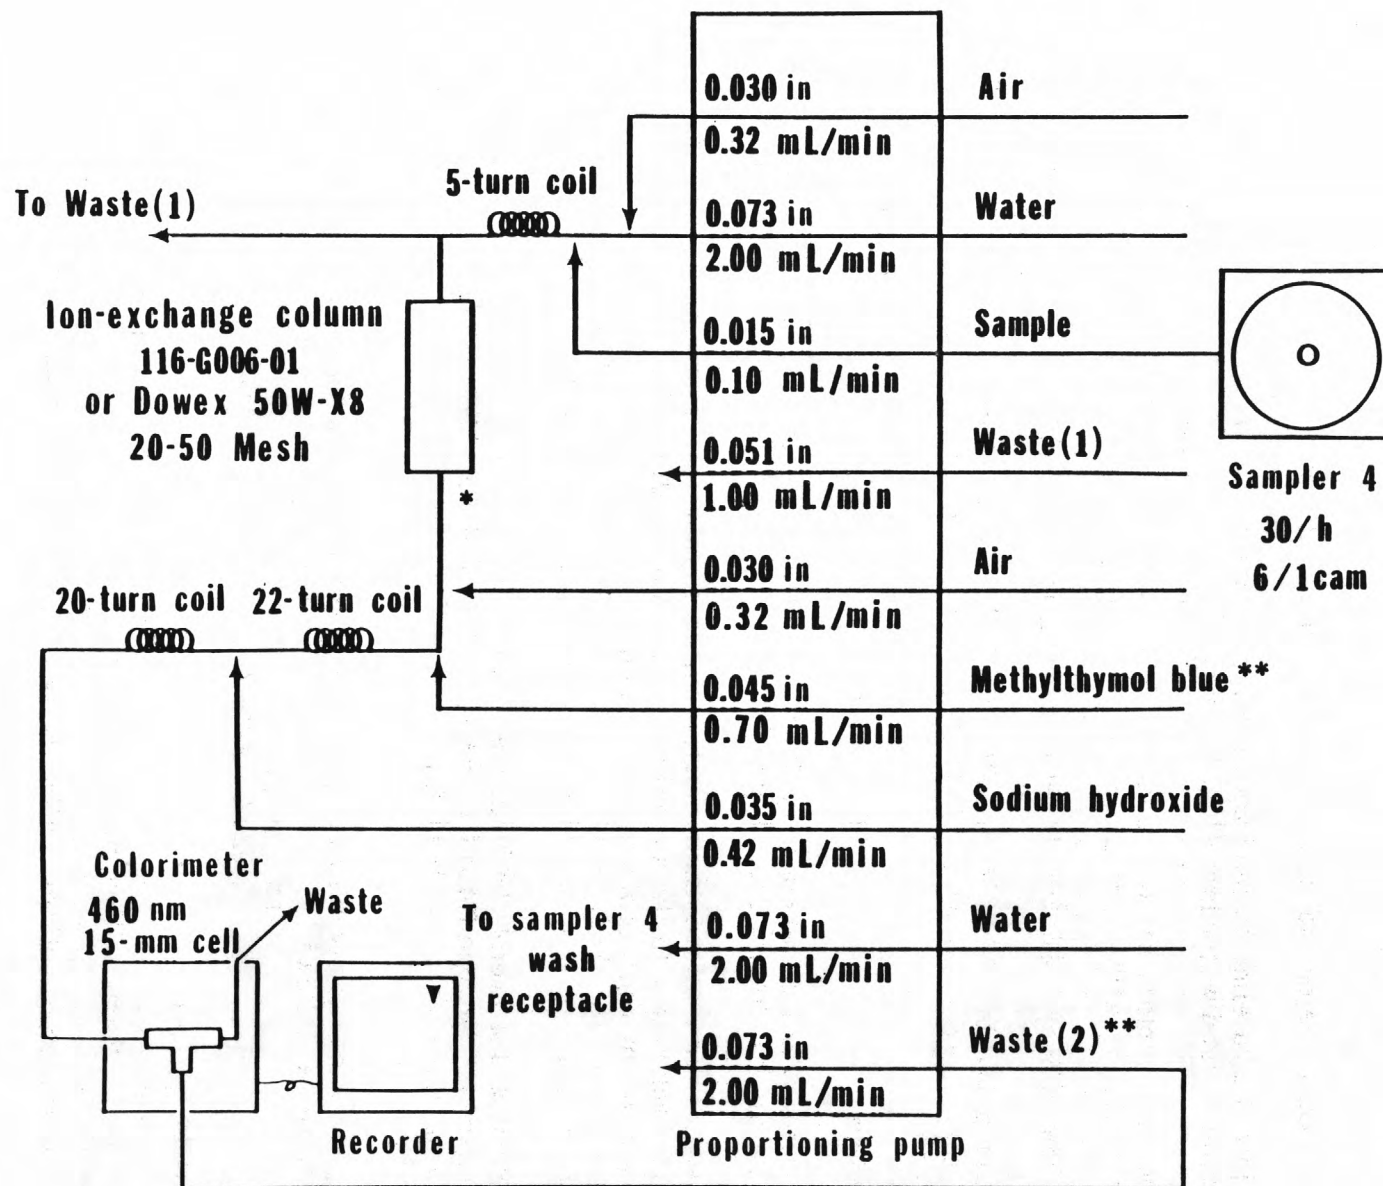 0.030 in
Air
0.32 mL/min
5-turn coil
To Waste(1)
0.073 in
Water
2.00 mL/min
Ion-exchange column
116-G006-01
or Dowex 50W-X8
20-50 Mesh
0.015 in
Sample
0.10 mL/min
O
0.051 in
Waste(1)
1.00 mL/min
*
Sampler 4
30/h
6/1cam
0.030 in
Air
0.32 mL/min
20-turn coil
22-turn coil
0.045 in
Methylthymol blue**
0.70 mL/min
0.035 in
Sodium hydroxide
0.42 mL/min
Colorimeter
460 nm
15-mm cell
Waste
To sampler 4
wash
receptacle
0.073 in
Water
2.00 mL/min
0.073 in
Waste (2)**
2.00 mL/min
Recorder
Proportioning pump